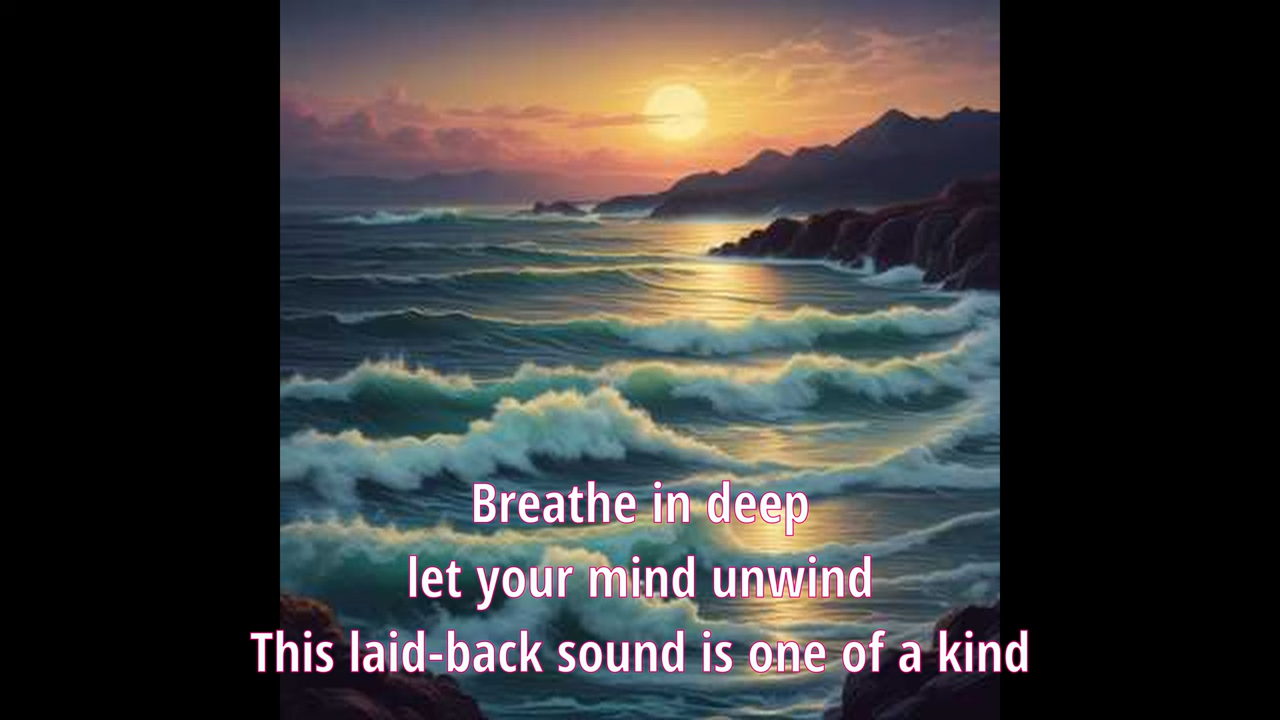 Breathe in deep
let your mind unwind
This laid-back sound is one of a kind